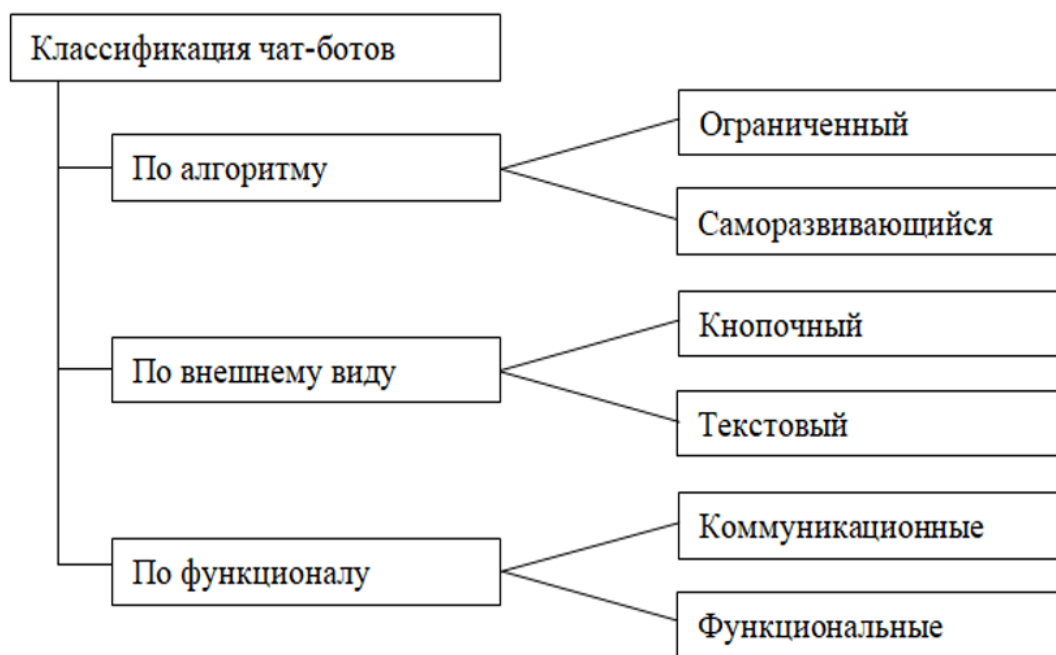 Классификация чат-ботов
По алгоритму
Ограниченный
Саморазвивающийся
По внешнему виду
Кнопочный
Текстовый
По функционалу
Коммуникационные
Функциональные